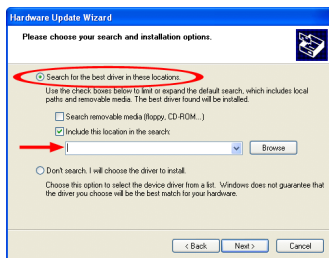 Hardware Update Wizard
Please choose your search and installation options.
Search for the best driver in these locations.
Use the check boxes below to limit or expand the default search, which includes local
paths and removable media. The best driver found will be installed.
Search removable media (floppy, CD-ROM...)
Include this location in the search:
Browse
Don't search. I will choose the driver to install.
Choose this option to select the device driver from a list. Windows does not guarantee that
the driver you choose will be the best match for your hardware.
< Back
Next >
Cancel